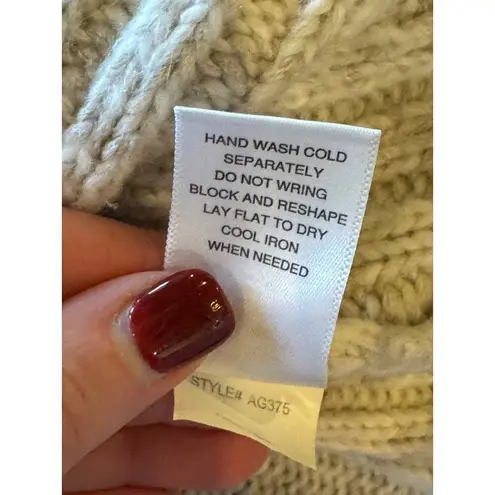 HAND WASH COLD
SEPARATELY
DO NOT WRING
BLOCK AND RESHAPE
LAY FLAT TO DRY
COOL IRON
WHEN NEEDED
STYLE# AG375